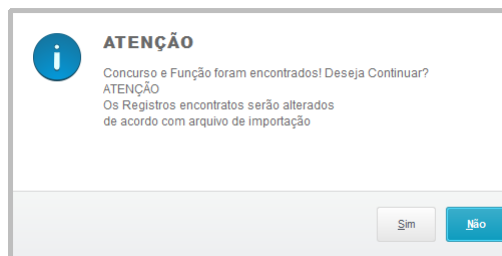 ATENÇÃO
Concurso e Função foram encontrados! Deseja Continuar?
ATENÇÃO
Os Registros encontratos serão alterados
de acordo com arquivo de importação
Sim
Não